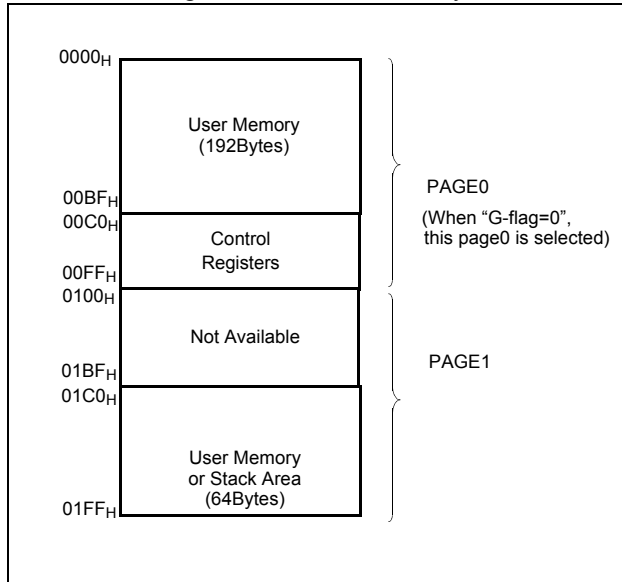 0000H
User Memory
(192Bytes)
PAGE0
(When “G-flag=0”,
this page0 is selected)
00BFH
00C0H
Control
Registers
00FFH
0100H
Not Available
PAGE1
01BFH
01C0H
User Memory
or Stack Area
(64Bytes)
01FFH